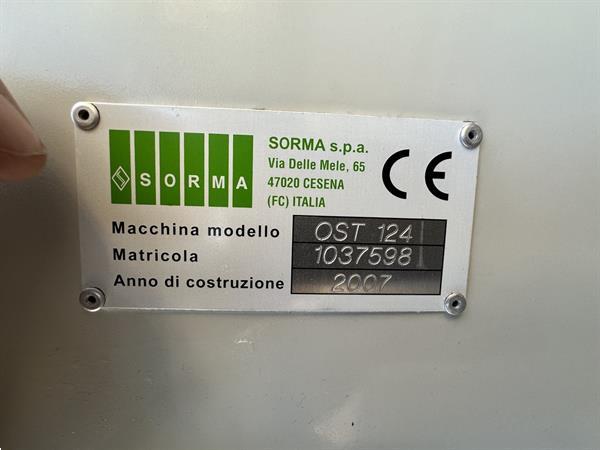 SORMA
SORMA s.p.a.
Via Delle Mele, 65
47020 CESENA
(FC) ITALIA
CE
Macchina modello OST 124
Matricola 1037598
Anno di costruzione 2007